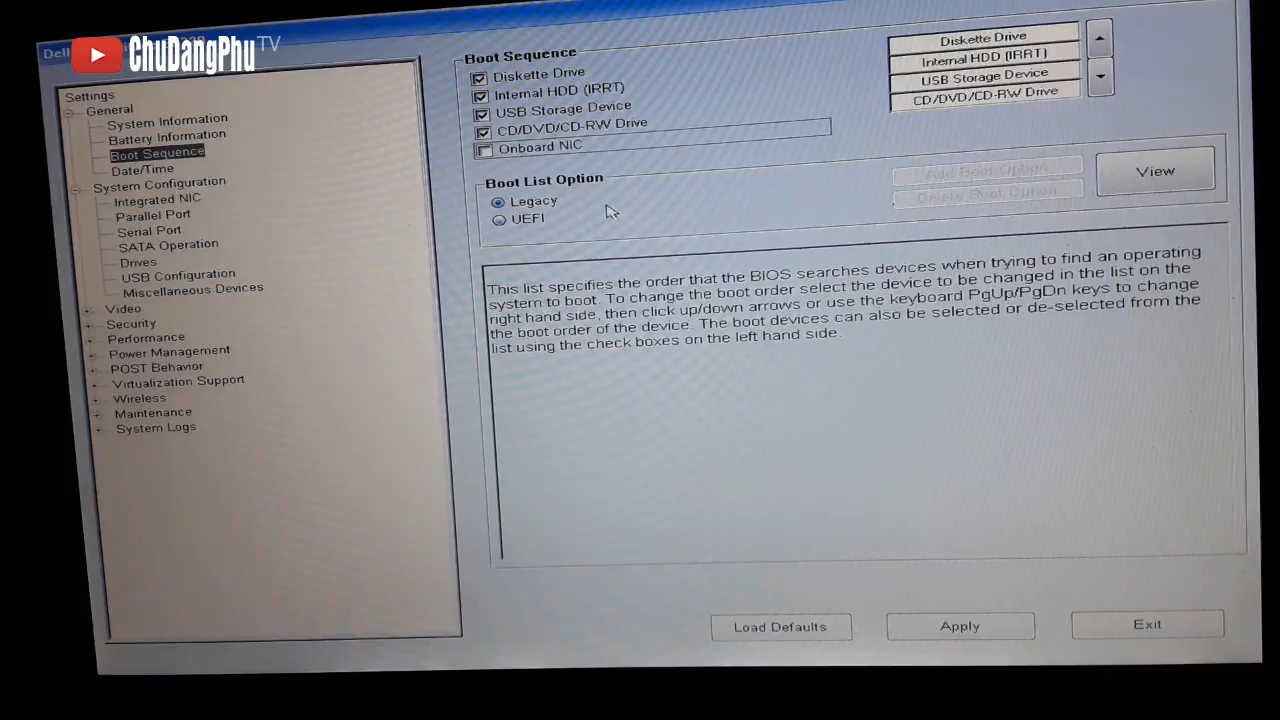 Dell
ChuDangPhuTV
Settings
General
System Information
Battery Information
Boot Sequence
Date/Time
System Configuration
Integrated NIC
Parallel Port
Serial Port
SATA Operation
Drives
USB Configuration
Miscellaneous Devices
Video
Security
Performance
Power Management
POST Behavior
Virtualization Support
Wireless
Maintenance
System Logs
Boot Sequence
Diskette Drive
Internal HDD (IRRT)
USB Storage Device
CD/DVD/CD-RW Drive
Onboard NIC
Diskette Drive
Internal HDD (IRRT)
USB Storage Device
CD/DVD/CD-RW Drive
Boot List Option
Legacy
UEFI
Add Boot Option
Delete Boot Option
View
This list specifies the order that the BIOS searches devices when trying to find an operating
system to boot. To change the boot order select the device to be changed in the list on the
right hand side, then click up/down arrows or use the keyboard PgUp/PgDn keys to change
the boot order of the device. The boot devices can also be selected or de-selected from the
list using the check boxes on the left hand side.
Load Defaults
Apply
Exit